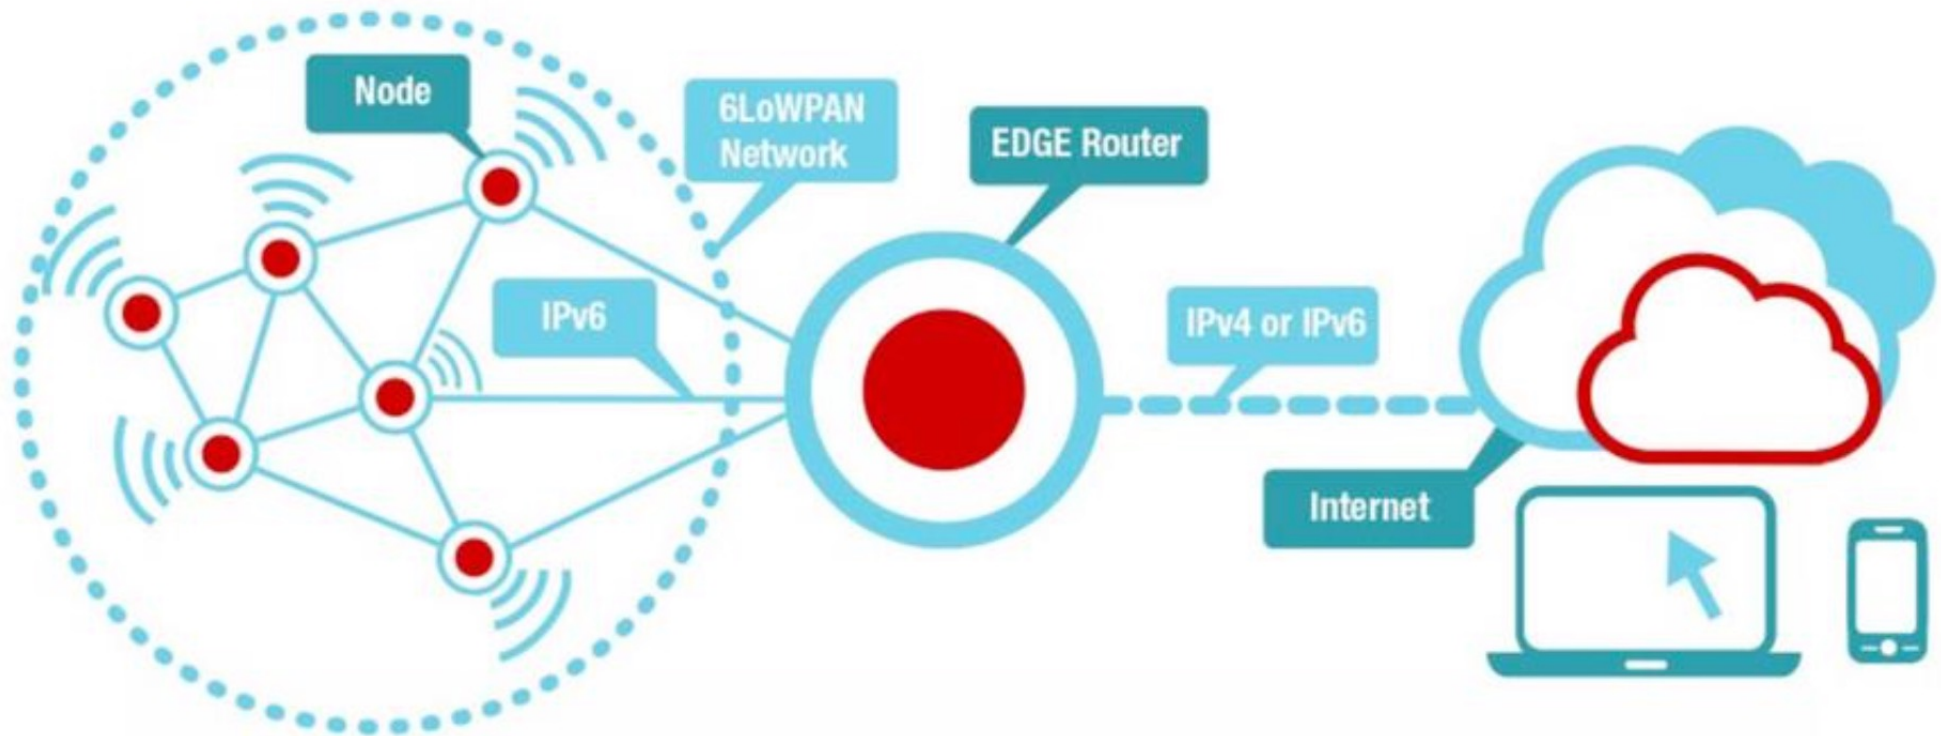 Node
6LoWPAN
Network
EDGE Router
IPv6
IPv4 or IPv6
Internet